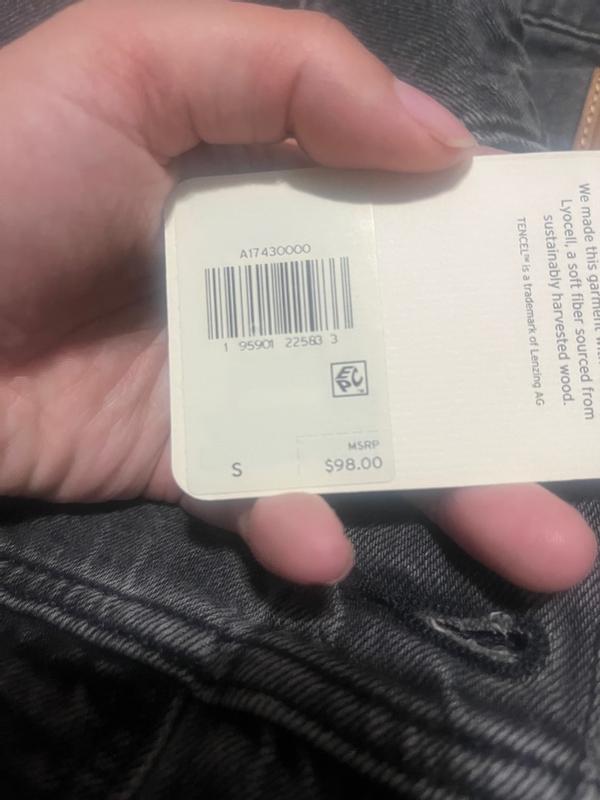 A17430000
1 95901 22583 3
EPC
MSRP
$98.00
S
We made this garment
Lyocell, a soft fiber sourced from
sustainably harvested wood.
TENCEL™ is a trademark of Lenzing AG